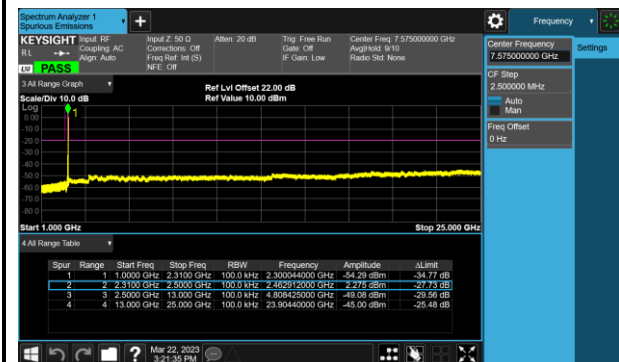 Spectrum Analyzer 1
Spurious Emissions
Frequency
KEYSIGHT Input: RF Input Z: 50 Ω Atten: 20 dB Trig: Free Run Center Freq: 7.575000000 GHz
RL Coupling: AC Corrections: Off Gate: Off Avg|Hold: 9/10
Align: Auto Freq Ref: Int (S) IF Gain: Low Radio Std: None
NFE: Off
PASS
Center Frequency
7.575000000 GHz
Settings
CF Step
2.500000 MHz
Auto
Man
Freq Offset
0 Hz
3 All Range Graph
Ref Lvl Offset 22.00 dB
Scale/Div 10.0 dB Ref Value 10.00 dBm
Log
1
0.00
-10.0
-20.0
-30.0
-40.0
-50.0
-60.0
-70.0
-80.0
Start 1.000 GHz Stop 25.000 GHz
4 All Range Table
Spur Range Start Freq Stop Freq RBW Frequency Amplitude ΔLimit
1 1 1.0000 GHz 2.3100 GHz 100.0 kHz 2.300044000 GHz -54.29 dBm -34.77 dB
2 2 2.3100 GHz 2.5000 GHz 100.0 kHz 2.462912000 GHz 2.275 dBm -27.73 dB
3 3 2.5000 GHz 13.000 GHz 100.0 kHz 4.808425000 GHz -49.08 dBm -29.56 dB
4 4 13.000 GHz 25.000 GHz 100.0 kHz 23.90440000 GHz -45.00 dBm -25.48 dB
Mar 22, 2023
3:21:35 PM